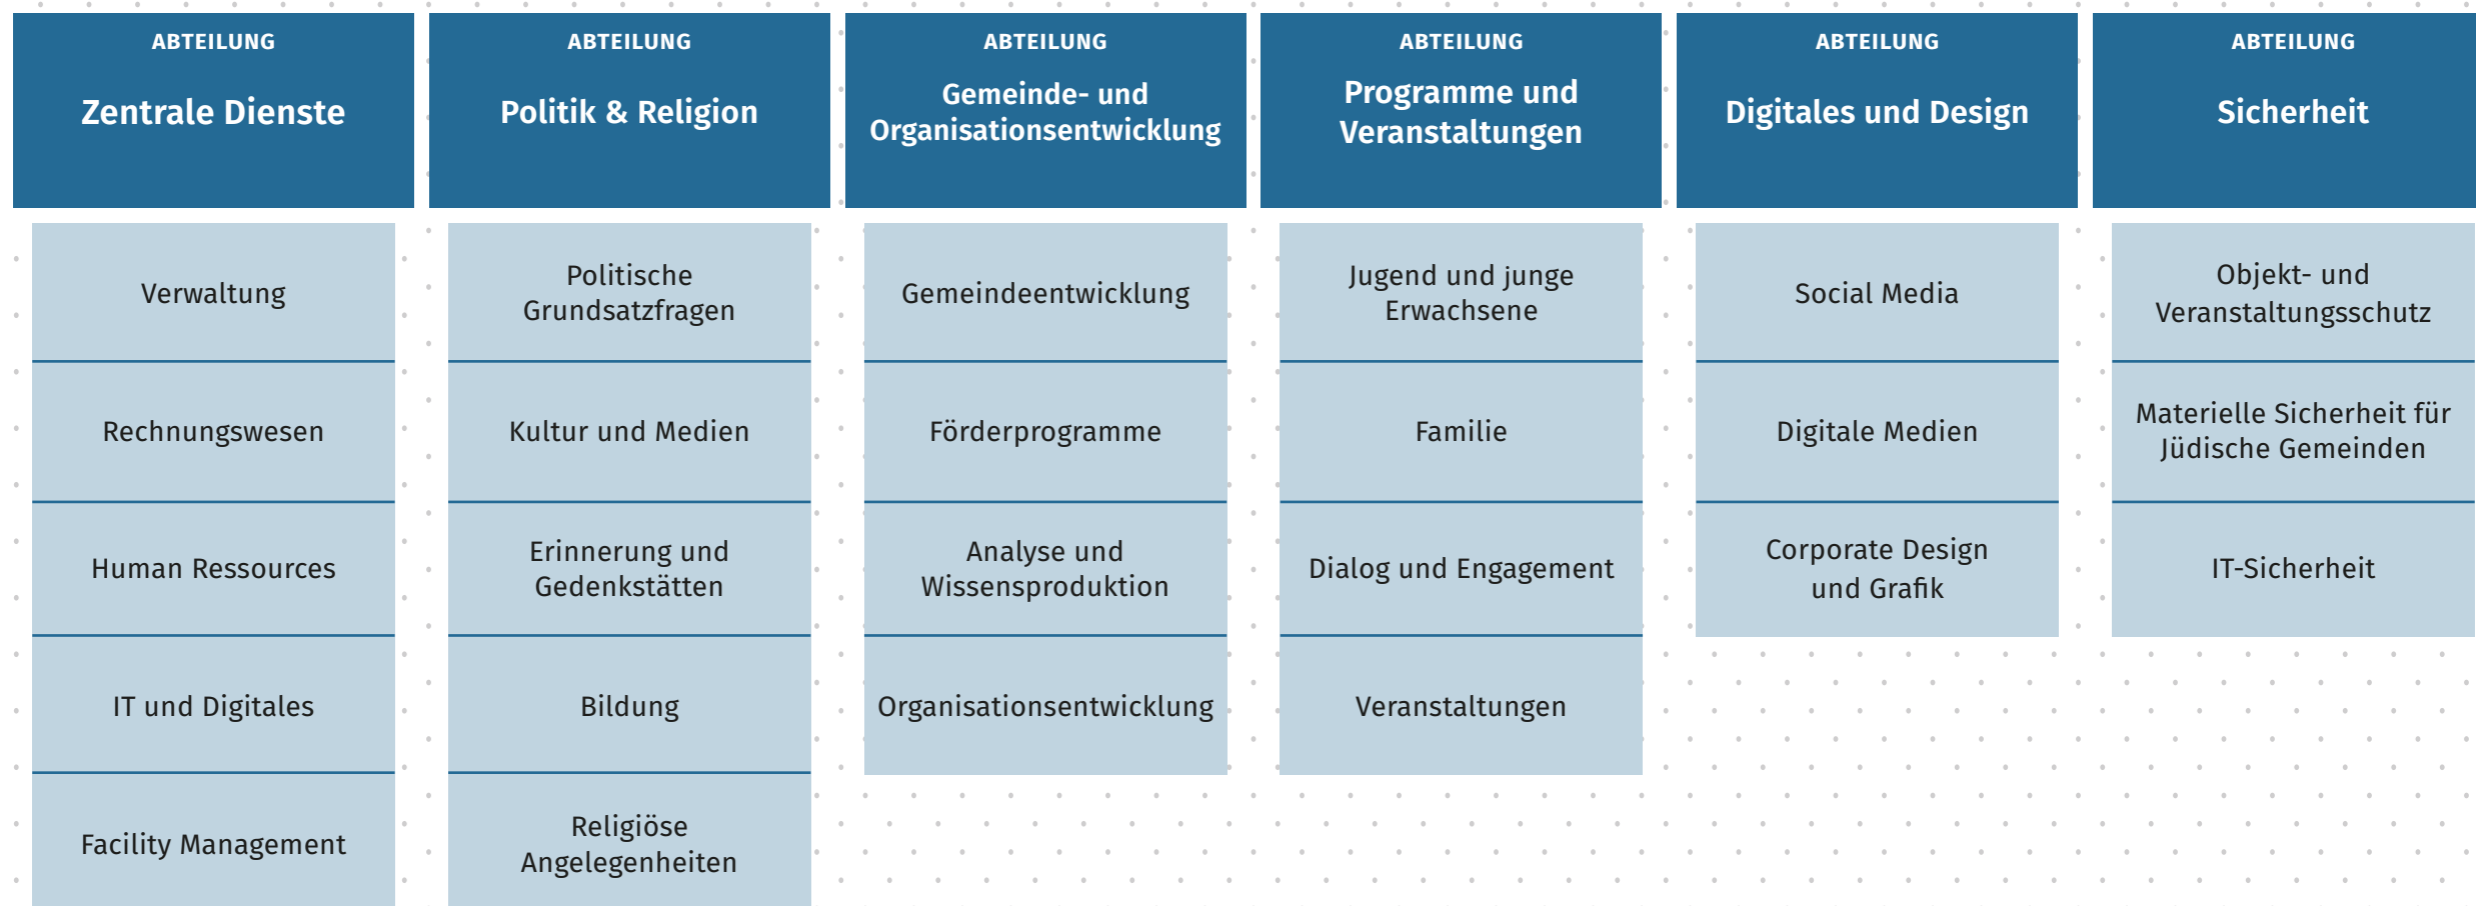 ABTEILUNG
Zentrale Dienste
Verwaltung
Rechnungswesen
Human Ressources
IT und Digitales
Facility Management
ABTEILUNG
Politik & Religion
Politische
Grundsatzfragen
Kultur und Medien
Erinnerung und
Gedenkstätten
Bildung
Religiöse
Angelegenheiten
ABTEILUNG
Gemeinde- und
Organisationsentwicklung
Gemeindeentwicklung
Förderprogramme
Analyse und
Wissensproduktion
Organisationsentwicklung
ABTEILUNG
Programme und
Veranstaltungen
Jugend und junge
Erwachsene
Familie
Dialog und Engagement
Veranstaltungen
ABTEILUNG
Digitales und Design
Social Media
Digitale Medien
Corporate Design
und Grafik
ABTEILUNG
Sicherheit
Objekt- und
Veranstaltungsschutz
Materielle Sicherheit für
Jüdische Gemeinden
IT-Sicherheit